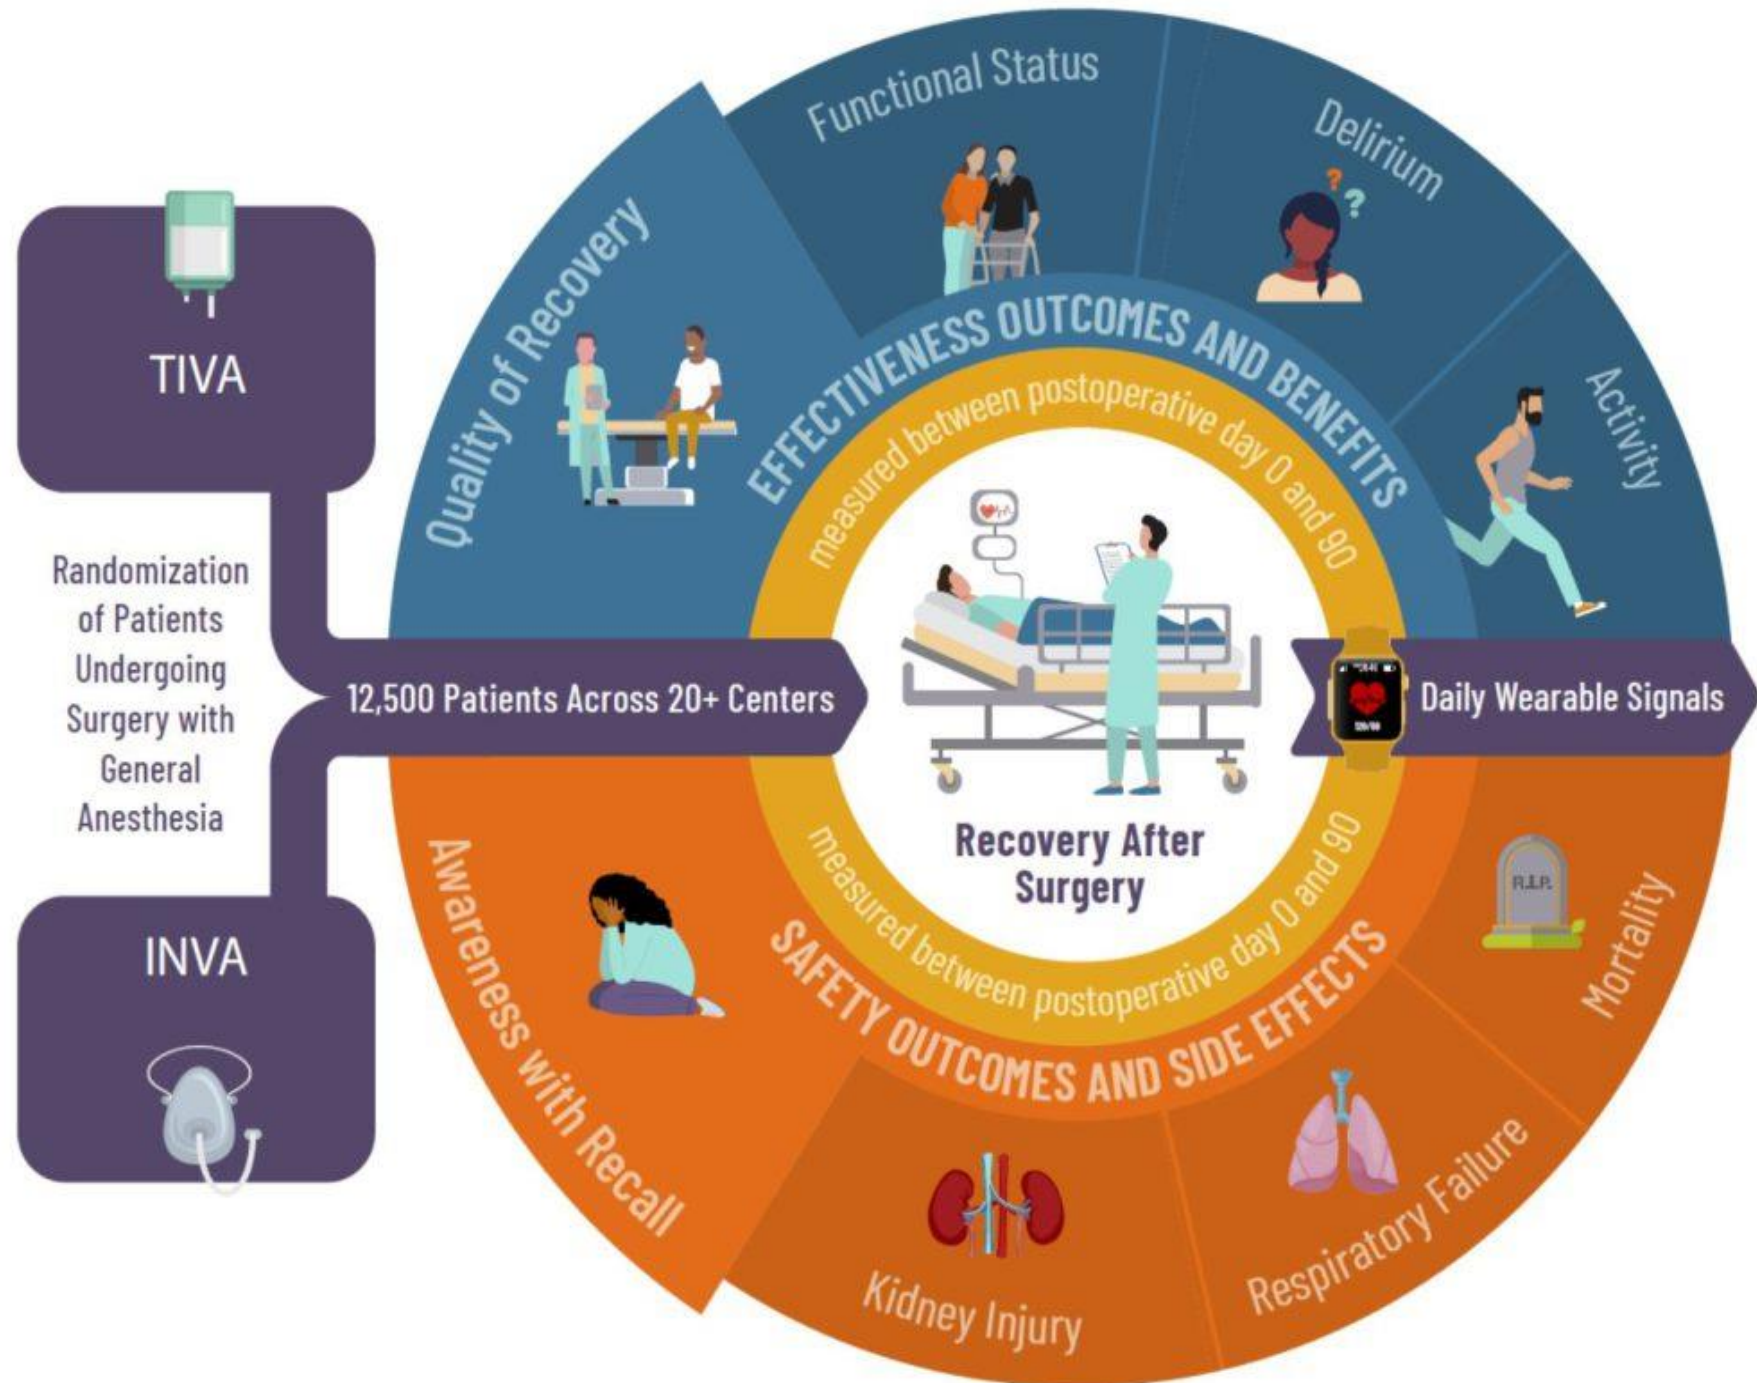 TIVA
Randomization
of Patients
Undergoing
Surgery with
General
Anesthesia
INVA
12,500 Patients Across 20+ Centers
Quality of Recovery
Functional Status
Delirium
Activity
EFFECTIVENESS OUTCOMES AND BENEFITS
measured between postoperative day 0 and 90
Recovery After
Surgery
Daily Wearable Signals
measured between postoperative day 0 and 90
SAFETY OUTCOMES AND SIDE EFFECTS
Awareness with Recall
Kidney Injury
Respiratory Failure
Mortality
R.I.P.